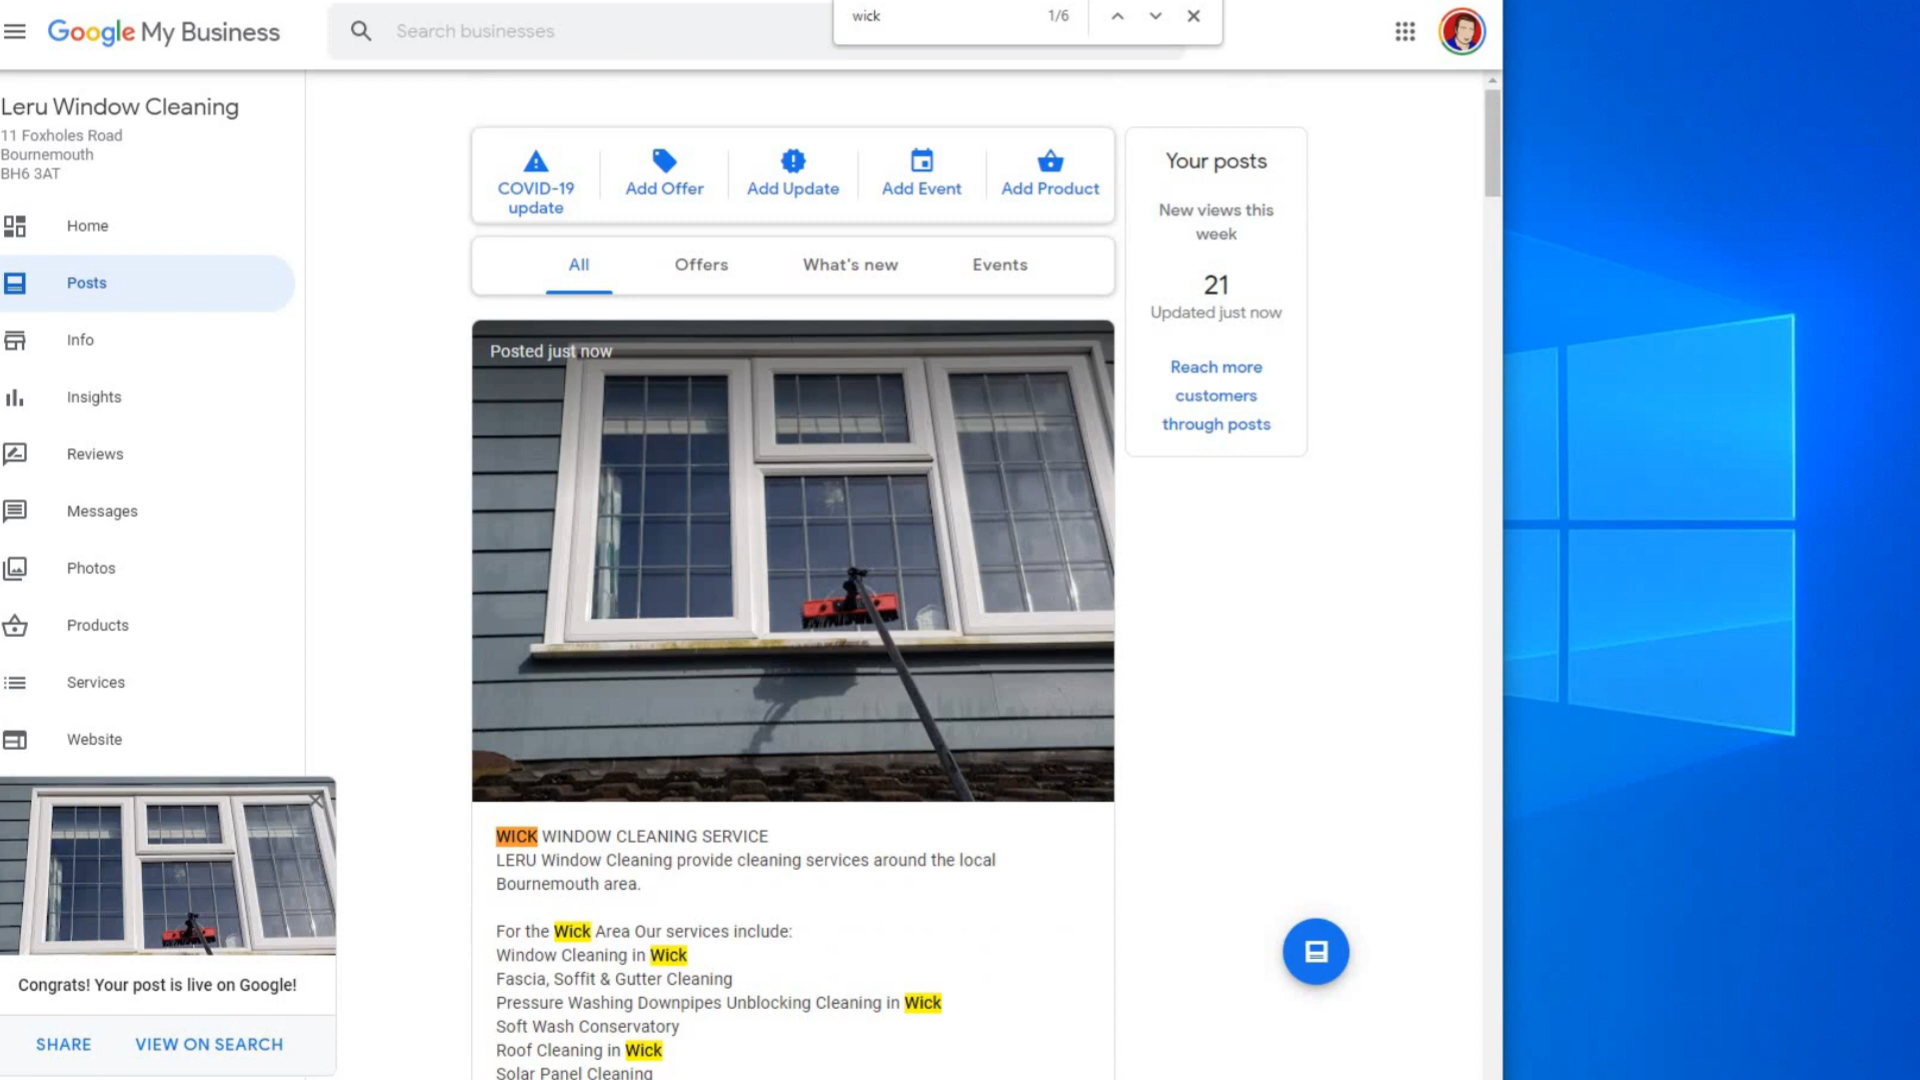 Google My Business
Search businesses
wick
1/6
Leru Window Cleaning
11 Foxholes Road
Bournemouth
BH6 3AT
Home
Posts
Info
Insights
Reviews
Messages
Photos
Products
Services
Website
Congrats! Your post is live on Google!
SHARE
VIEW ON SEARCH
COVID-19
update
Add Offer
Add Update
Add Event
Add Product
All
Offers
What's new
Events
Posted just now
WICK WINDOW CLEANING SERVICE
LERU Window Cleaning provide cleaning services around the local
Bournemouth area.
For the Wick Area Our services include:
Window Cleaning in Wick
Fascia, Soffit & Gutter Cleaning
Pressure Washing Downpipes Unblocking Cleaning in Wick
Soft Wash Conservatory
Roof Cleaning in Wick
Solar Panel Cleaning
Your posts
New views this
week
21
Updated just now
Reach more
customers
through posts